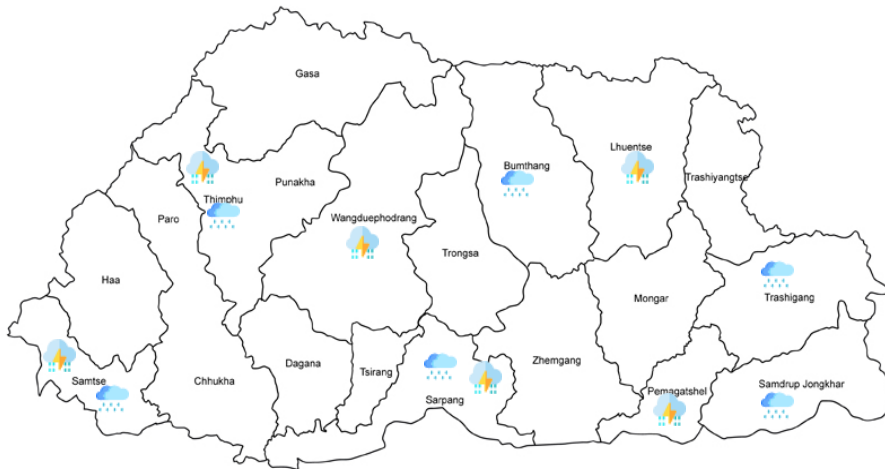 Gasa
Lhuentse
Bumthang
Trashiyangtse
Punakha
Thimphu
Paro
Wangduephodrang
Trongsa
Haa
Mongar
Trashigang
Zhemgang
Dagana
Tsirang
Samtse
Chhukha
Sarpang
Pemagatshel
Samdrup Jongkhar